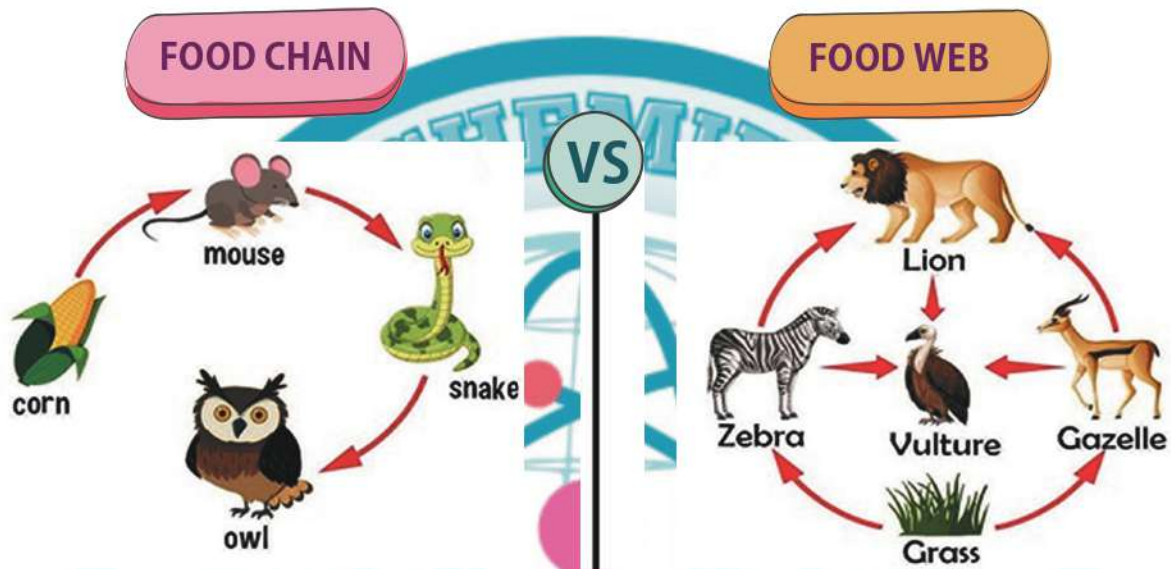 FOOD CHAIN
FOOD WEB
VS
mouse
corn
snake
owl
Lion
Zebra
Vulture
Gazelle
Grass